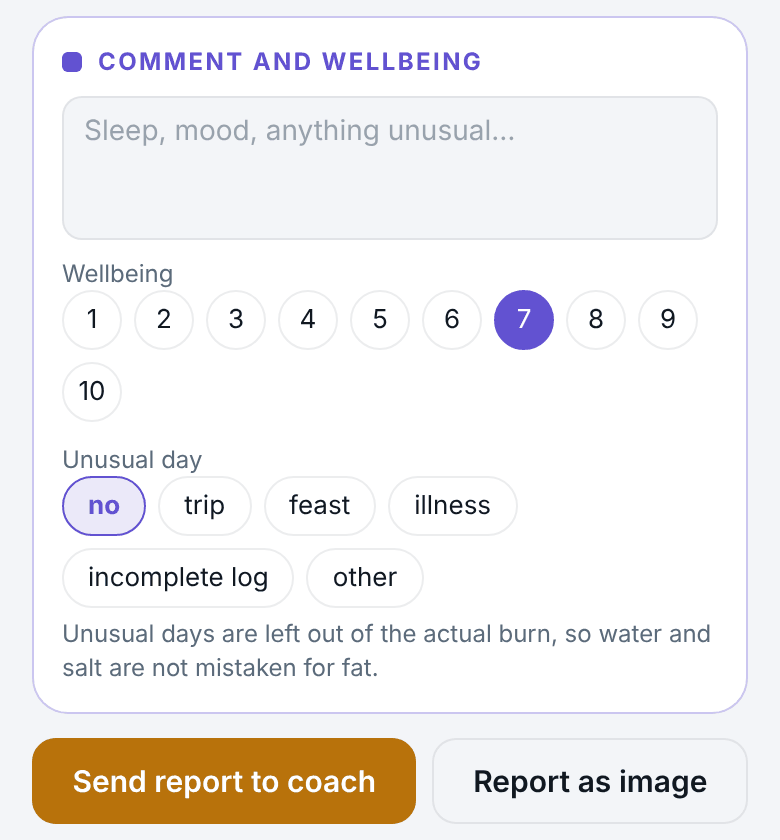 COMMENT AND WELLBEING
Sleep, mood, anything unusual...
Wellbeing
1 2 3 4 5 6 7 8 9
10
Unusual day
no trip feast illness
incomplete log other
Unusual days are left out of the actual burn, so water and
salt are not mistaken for fat.
Send report to coach Report as image